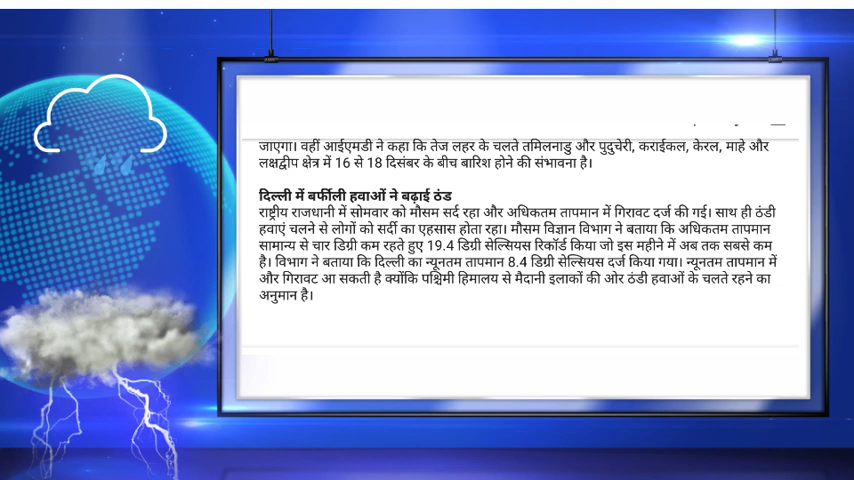 जाएगा। वहीं आईएमडी ने कहा कि तेज लहर के चलते तमिलनाडु और पुदुचेरी, कराईकल, केरल, माहे और
लक्षद्वीप क्षेत्र में 16 से 18 दिसंबर के बीच बारिश होने की संभावना है।
दिल्ली में बर्फीली हवाओं ने बढ़ाई ठंड
राष्ट्रीय राजधानी में सोमवार को मौसम सर्द रहा और अधिकतम तापमान में गिरावट दर्ज की गई। साथ ही ठंडी
हवाएं चलने से लोगों को सर्दी का एहसास होता रहा। मौसम विज्ञान विभाग ने बताया कि अधिकतम तापमान
सामान्य से चार डिग्री कम रहते हुए 19.4 डिग्री सेल्सियस रिकॉर्ड किया जो इस महीने में अब तक सबसे कम
है। विभाग ने बताया कि दिल्ली का न्यूनतम तापमान 8.4 डिग्री सेल्सियस दर्ज किया गया। न्यूनतम तापमान में
और गिरावट आ सकती है क्योंकि पश्चिमी हिमालय से मैदानी इलाकों की ओर ठंडी हवाओं के चलते रहने का
अनुमान है।